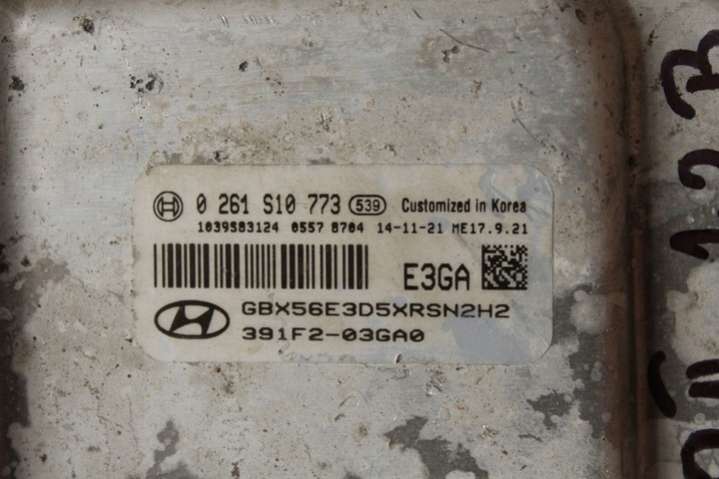 0 261 S10 773 539 Customized in Korea
1039S83124 0557 8704 14-11-21 ME17.9.21
E3GA
GBX56E3D5XRSN2H2
391F2-03GA0